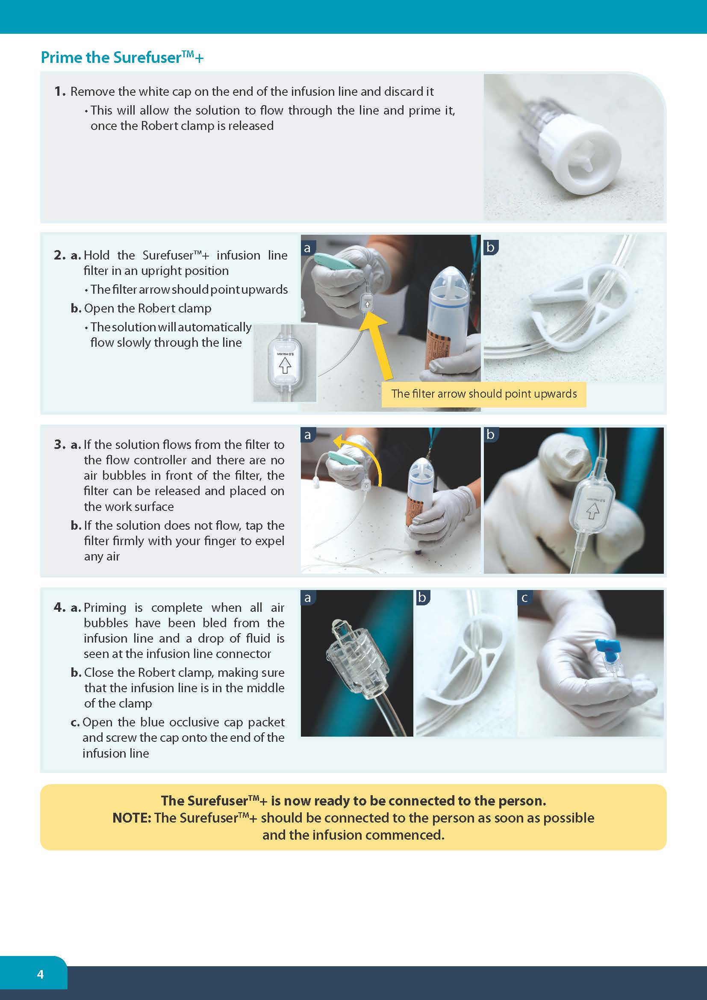 Prime the Surefuser™+
1. Remove the white cap on the end of the infusion line and discard it
• This will allow the solution to flow through the line and prime it,
once the Robert clamp is released
2. a. Hold the Surefuser™+ infusion line
filter in an upright position
• The filter arrow should point upwards
b. Open the Robert clamp
• The solution will automatically
flow slowly through the line
5.0 micron
a
b
The filter arrow should point upwards
3. a. If the solution flows from the filter to
the flow controller and there are no
air bubbles in front of the filter, the
filter can be released and placed on
the work surface
b. If the solution does not flow, tap the
filter firmly with your finger to expel
any air
a
b
5.0 micron
4. a. Priming is complete when all air
bubbles have been bled from the
infusion line and a drop of fluid is
seen at the infusion line connector
b. Close the Robert clamp, making sure
that the infusion line is in the middle
of the clamp
c. Open the blue occlusive cap packet
and screw the cap onto the end of the
infusion line
a
b
c
The Surefuser™+ is now ready to be connected to the person.
NOTE: The Surefuser™+ should be connected to the person as soon as possible
and the infusion commenced.
4